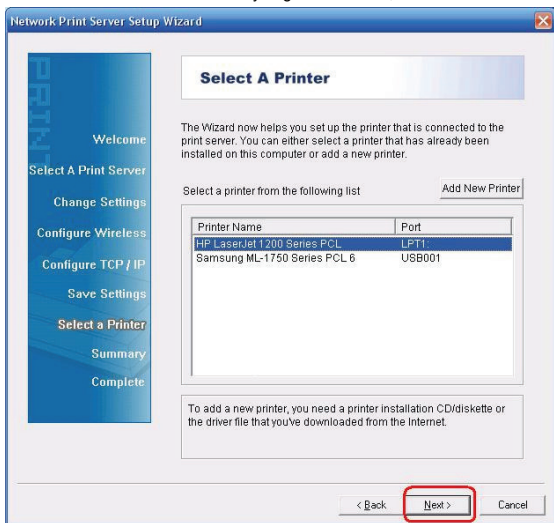 Network Print Server Setup Wizard
PRINT
Welcome
Select A Print Server
Change Settings
Configure Wireless
Configure TCP / IP
Save Settings
Select a Printer
Summary
Complete
Select A Printer
The Wizard now helps you set up the printer that is connected to the
print server. You can either select a printer that has already been
installed on this computer or add a new printer.
Select a printer from the following list
Add New Printer
Printer Name Port
HP LaserJet 1200 Series PCL LPT1:
Samsung ML-1750 Series PCL 6 USB001
To add a new printer, you need a printer installation CD/diskette or
the driver file that you've downloaded from the Internet.
< Back Next > Cancel